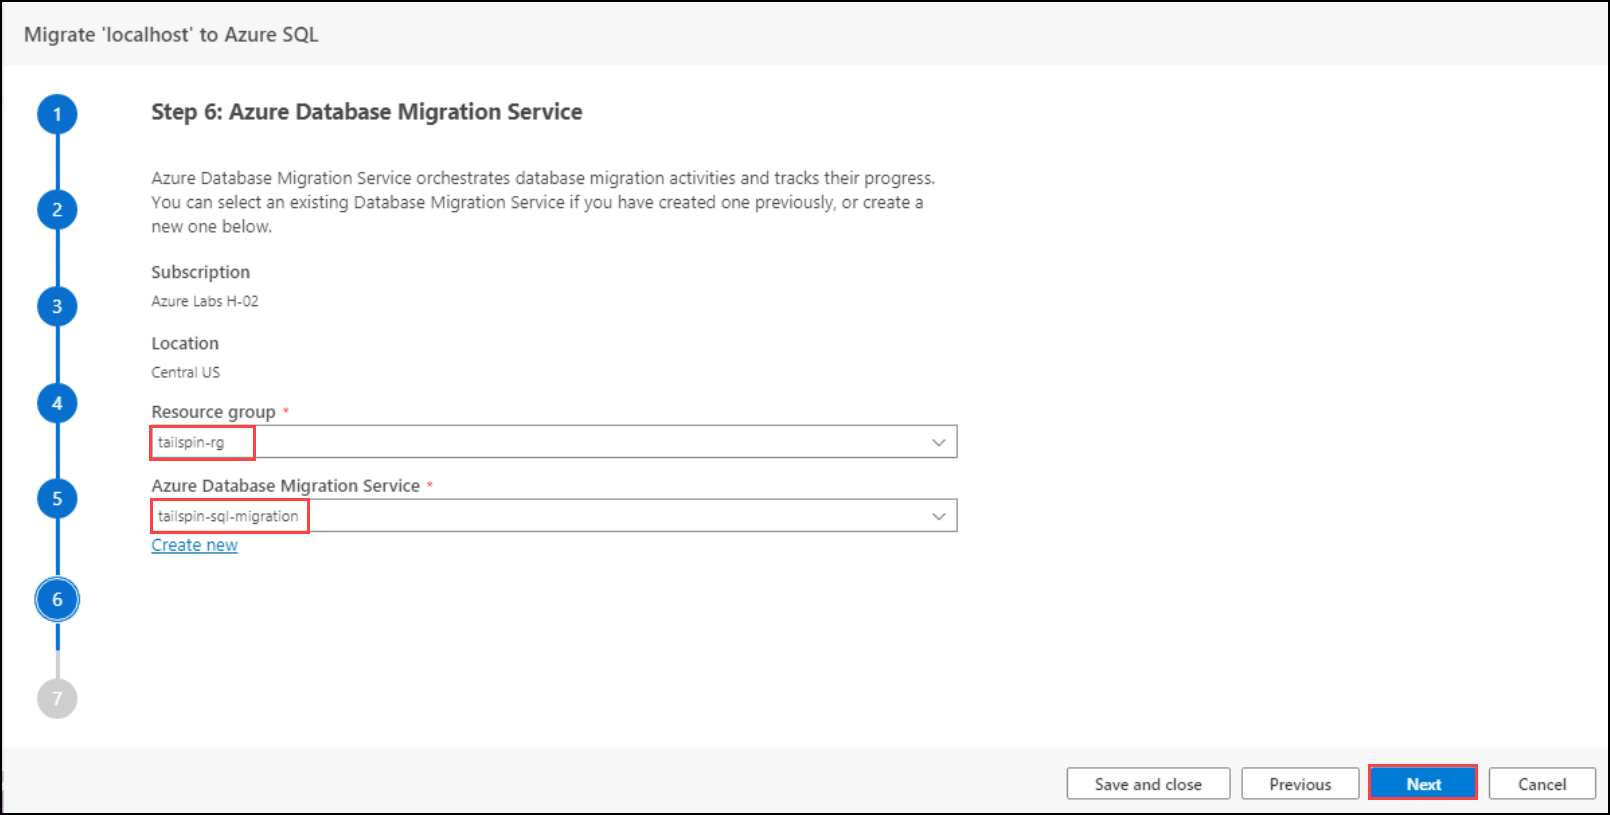 Migrate 'localhost' to Azure SQL
1
Step 6: Azure Database Migration Service
Azure Database Migration Service orchestrates database migration activities and tracks their progress.
You can select an existing Database Migration Service if you have created one previously, or create a
new one below.
2
Subscription
Azure Labs H-02
3
Location
Central US
4
Resource group *
tailspin-rg
5
Azure Database Migration Service *
tailspin-sql-migration
Create new
6
7
Save and close
Previous
Next
Cancel